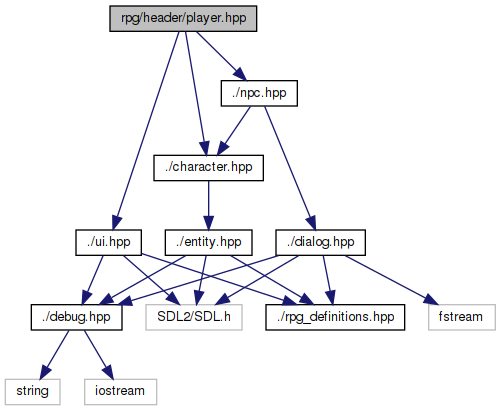 rpg/header/player.hpp
./npc.hpp
./character.hpp
./ui.hpp
./entity.hpp
./dialog.hpp
./debug.hpp
SDL2/SDL.h
./rpg_definitions.hpp
fstream
string
iostream